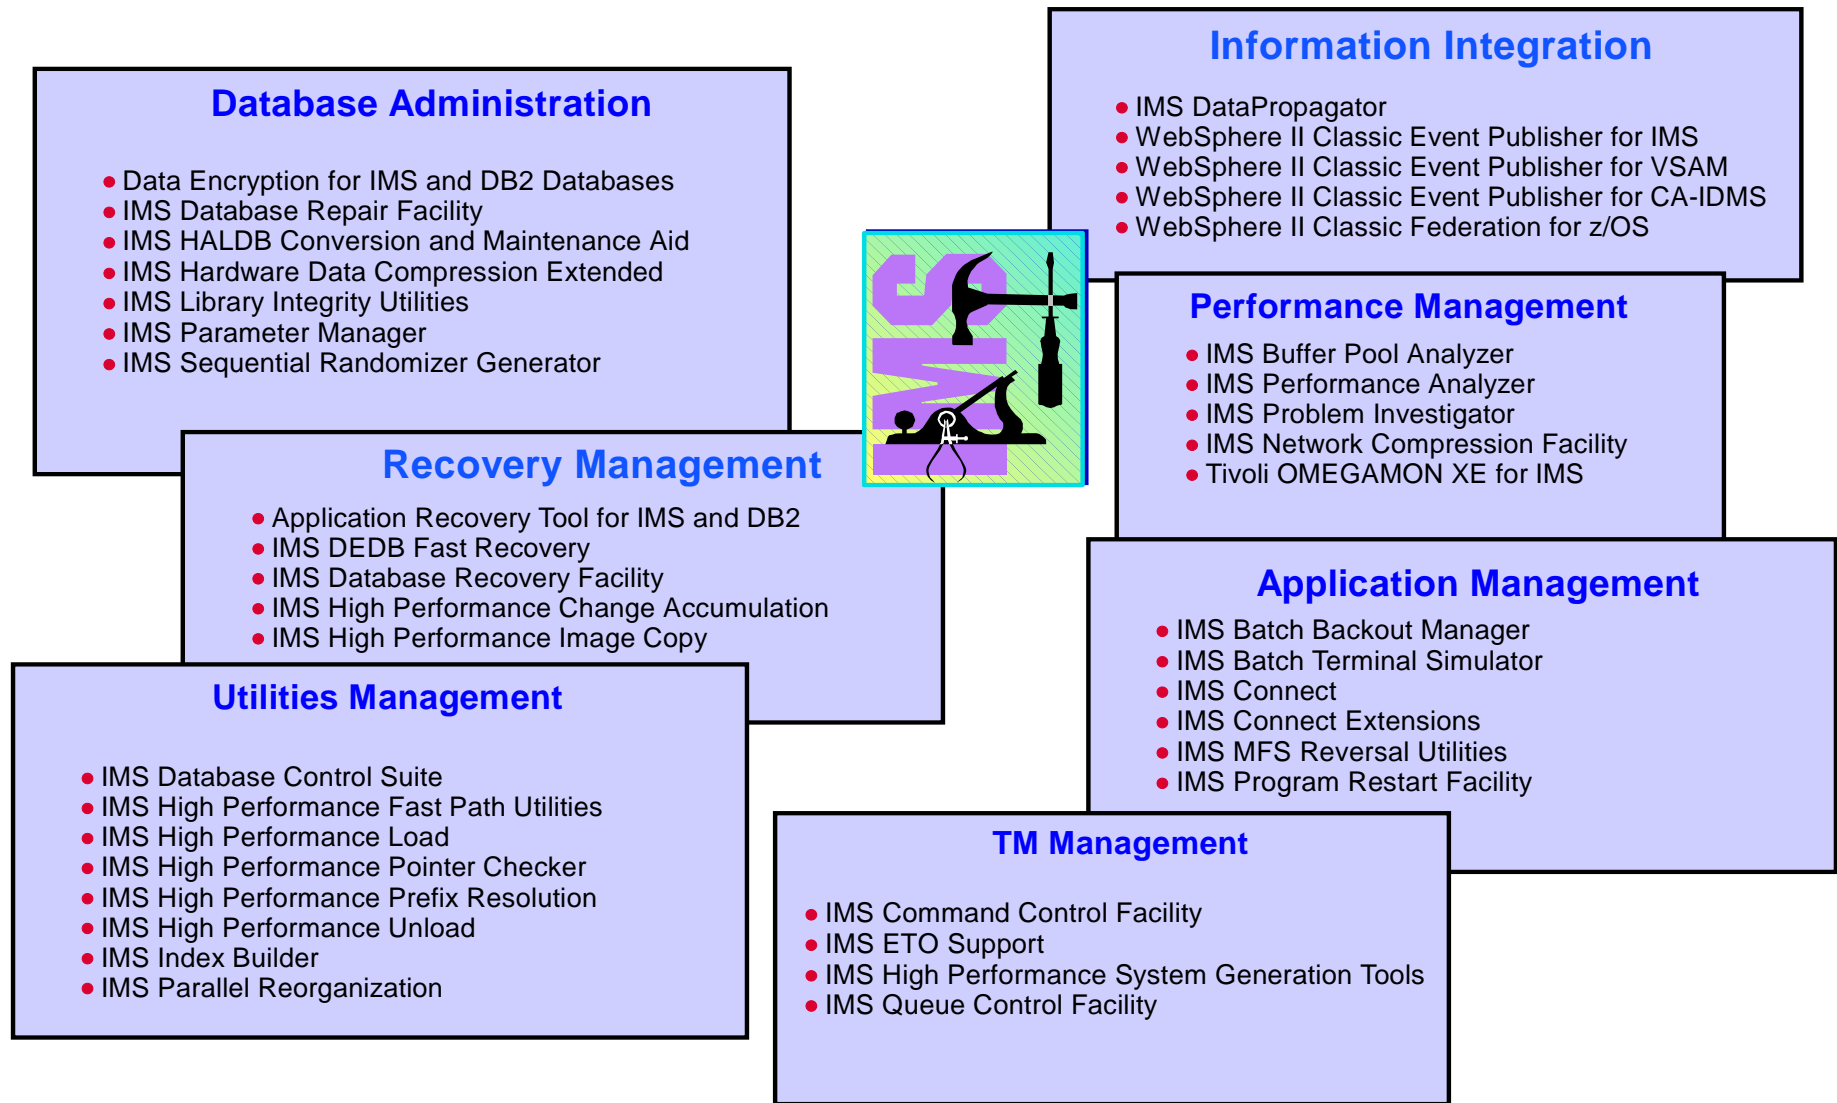 Database Administration
Data Encryption for IMS and DB2 Databases
IMS Database Repair Facility
IMS HALDB Conversion and Maintenance Aid
IMS Hardware Data Compression Extended
IMS Library Integrity Utilities
IMS Parameter Manager
IMS Sequential Randomizer Generator
Recovery Management
Application Recovery Tool for IMS and DB2
IMS DEDB Fast Recovery
IMS Database Recovery Facility
IMS High Performance Change Accumulation
IMS High Performance Image Copy
Utilities Management
IMS Database Control Suite
IMS High Performance Fast Path Utilities
IMS High Performance Load
IMS High Performance Pointer Checker
IMS High Performance Prefix Resolution
IMS High Performance Unload
IMS Index Builder
IMS Parallel Reorganization
IMS
Information Integration
IMS DataPropagator
WebSphere II Classic Event Publisher for IMS
WebSphere II Classic Event Publisher for VSAM
WebSphere II Classic Event Publisher for CA-IDMS
WebSphere II Classic Federation for z/OS
Performance Management
IMS Buffer Pool Analyzer
IMS Performance Analyzer
IMS Problem Investigator
IMS Network Compression Facility
Tivoli OMEGAMON XE for IMS
Application Management
IMS Batch Backout Manager
IMS Batch Terminal Simulator
IMS Connect
IMS Connect Extensions
IMS MFS Reversal Utilities
IMS Program Restart Facility
TM Management
IMS Command Control Facility
IMS ETO Support
IMS High Performance System Generation Tools
IMS Queue Control Facility